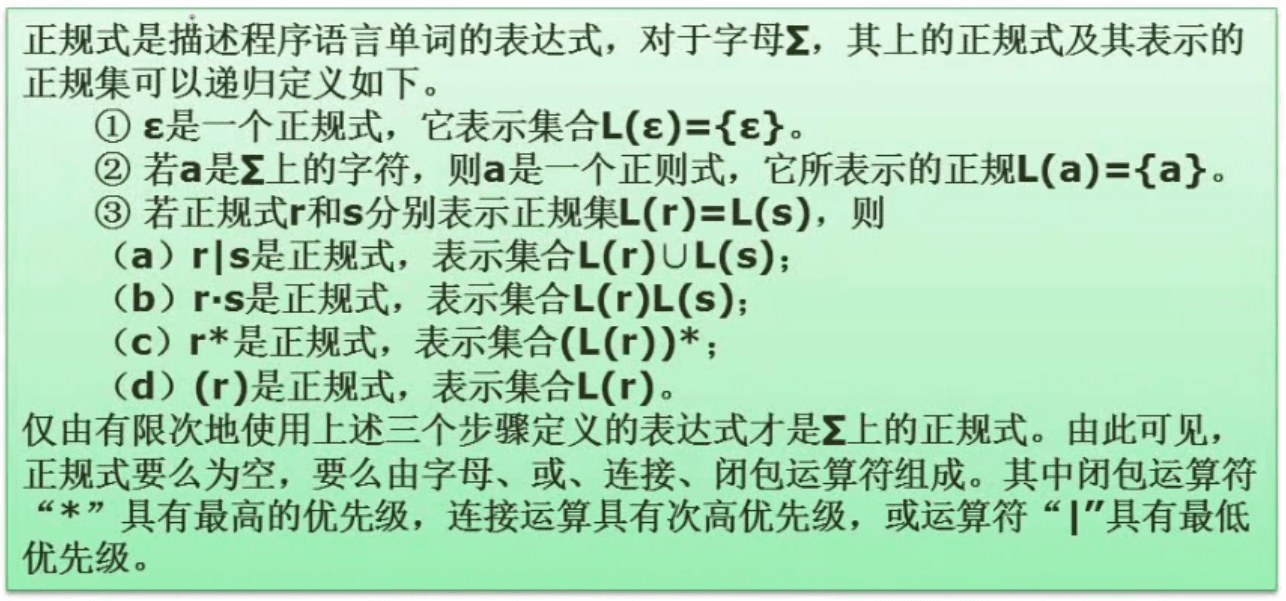 正规式是描述程序语言单词的表达式，对于字母∑，其上的正规式及其表示的
正规集可以递归定义如下。
① ε是一个正规式，它表示集合L(ε)={ε}。
② 若a是∑上的字符，则a是一个正则式，它所表示的正规L(a)={a}。
③ 若正规式r和s分别表示正规集L(r)=L(s)，则
（a）r|s是正规式，表示集合L(r)∪L(s)；
（b）r·s是正规式，表示集合L(r)L(s)；
（c）r*是正规式，表示集合(L(r))*；
（d）(r)是正规式，表示集合L(r)。
仅由有限次地使用上述三个步骤定义的表达式才是∑上的正规式。由此可见，
正规式要么为空，要么由字母、或、连接、闭包运算符组成。其中闭包运算符
“*”具有最高的优先级，连接运算具有次高优先级，或运算符“|”具有最低
优先级。